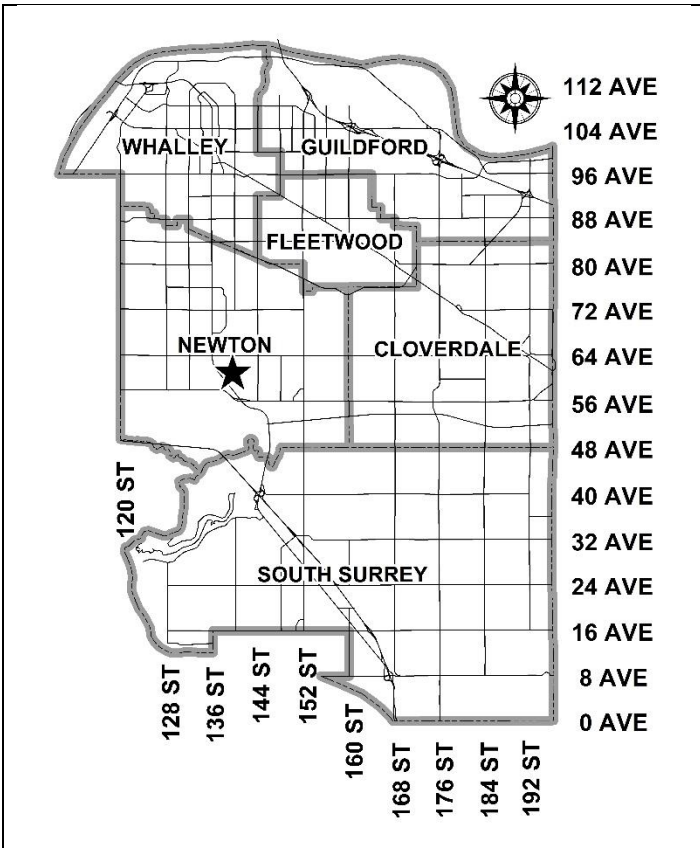 112 AVE
104 AVE
WHALLEY
GUILDFORD
96 AVE
88 AVE
FLEETWOOD
80 AVE
72 AVE
NEWTON
CLOVERDALE
64 AVE
56 AVE
48 AVE
120 ST
40 AVE
32 AVE
SOUTH SURREY
24 AVE
16 AVE
128 ST
136 ST
144 ST
152 ST
160 ST
8 AVE
0 AVE
168 ST
176 ST
184 ST
192 ST